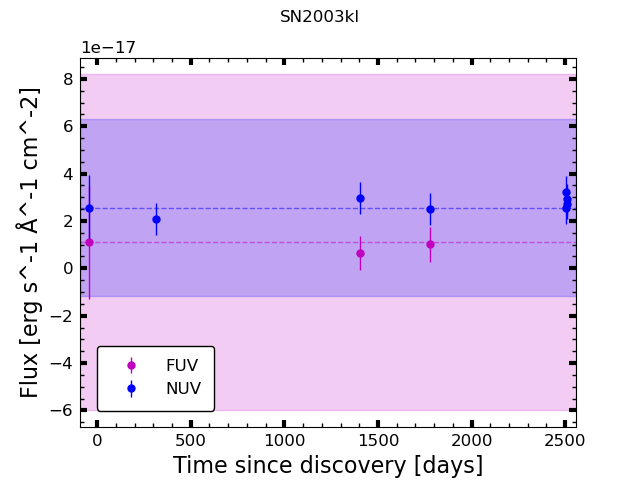 SN2003kl
1e−17
8
6
4
2
0
−2
−4
−6
Flux [erg s^-1 Å^-1 cm^-2]
FUV
NUV
0 500 1000 1500 2000 2500
Time since discovery [days]